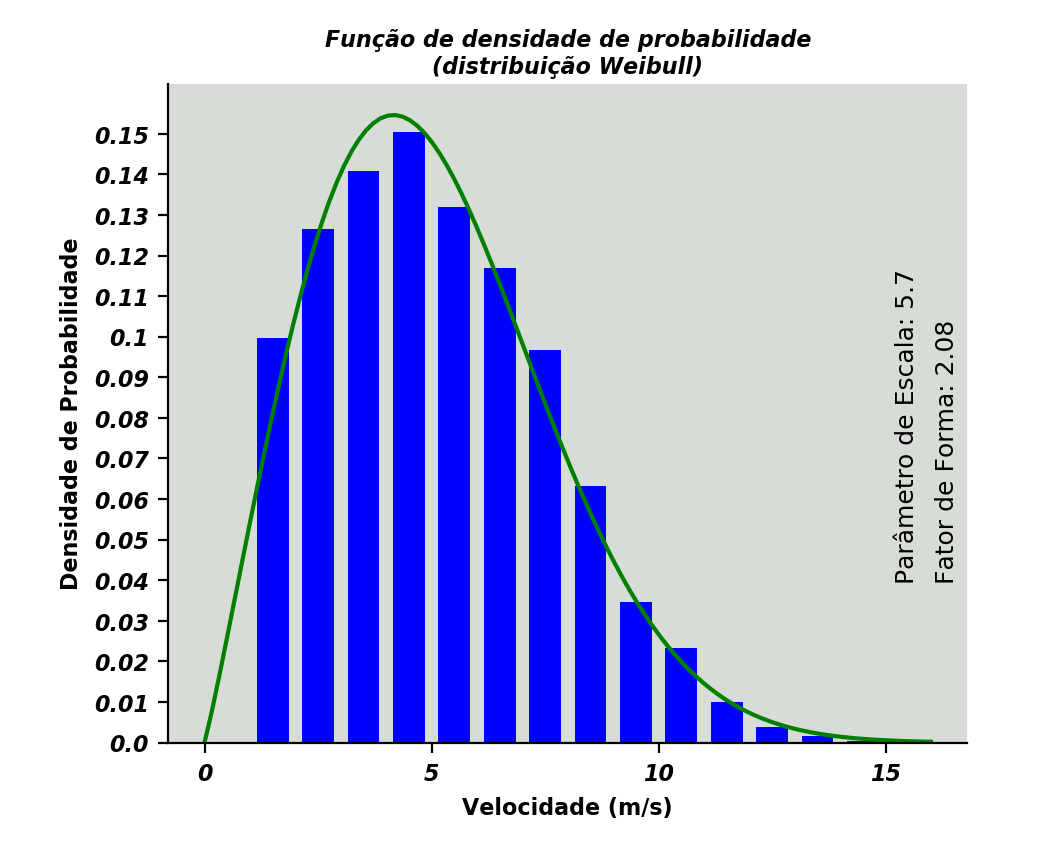 Função de densidade de probabilidade
(distribuição Weibull)
Densidade de Probabilidade
0.15
0.14
0.13
0.12
0.11
0.1
0.09
0.08
0.07
0.06
0.05
0.04
0.03
0.02
0.01
0.0
Parâmetro de Escala: 5.7
Fator de Forma: 2.08
0 5 10 15
Velocidade (m/s)